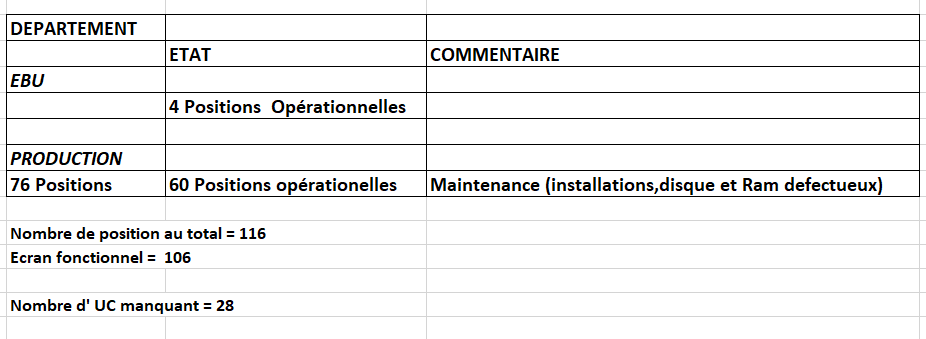 DEPARTEMENT
ETAT COMMENTAIRE
EBU
4 Positions  Opérationnelles
PRODUCTION
76 Positions 60 Positions opérationelles Maintenance (installations,disque et Ram defectueux)
Nombre de position au total = 116
Ecran fonctionnel =  106
Nombre d' UC manquant = 28